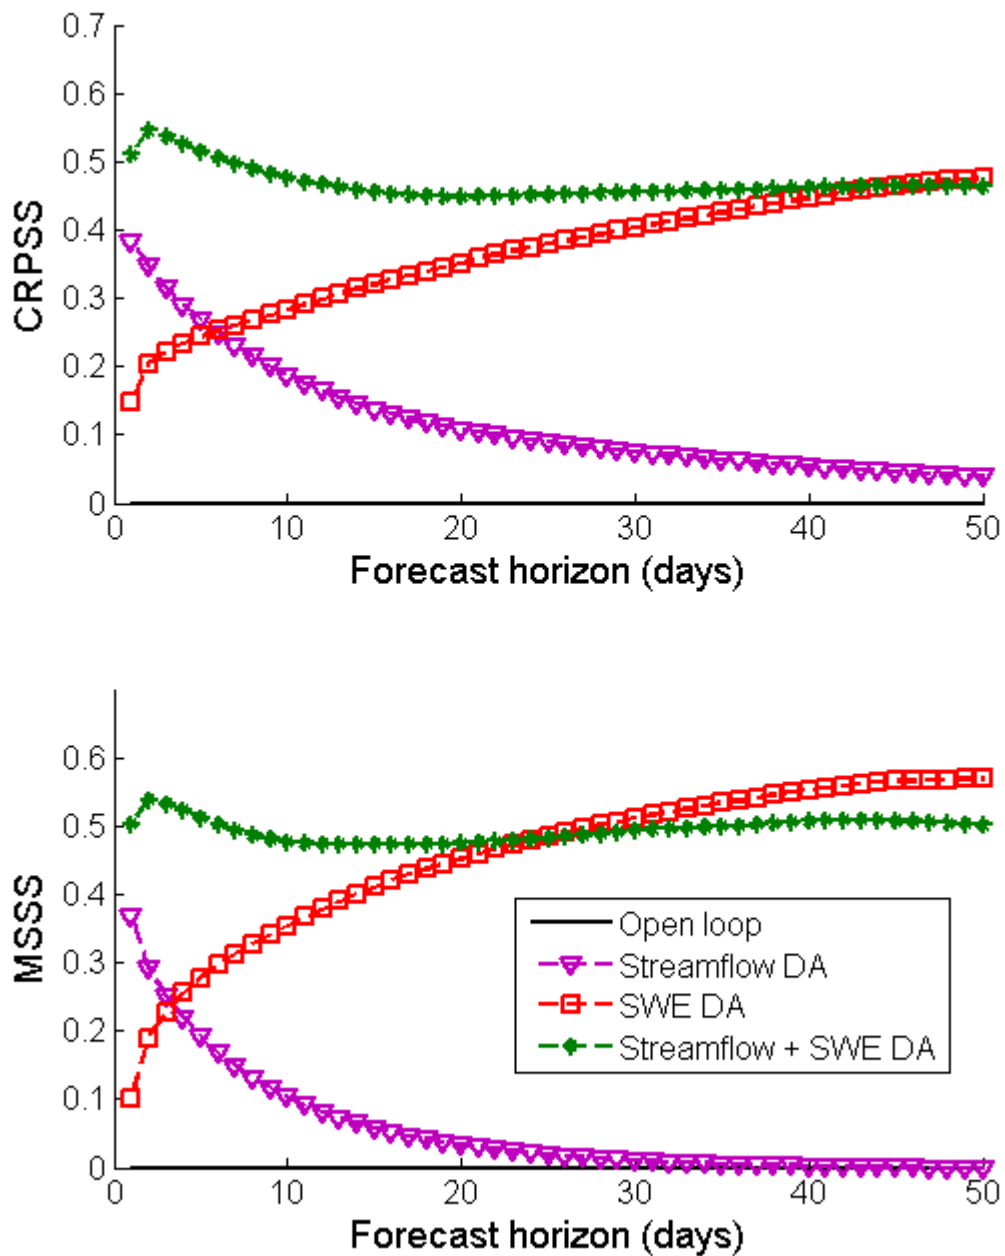 0.7
0.6
0.5
0.4
0.3
0.2
0.1
0
CRPSS
0 10 20 30 40 50
Forecast horizon (days)
0.6
0.5
0.4
0.3
0.2
0.1
0
MSSS
Open loop
Streamflow DA
SWE DA
Streamflow + SWE DA
0 10 20 30 40 50
Forecast horizon (days)